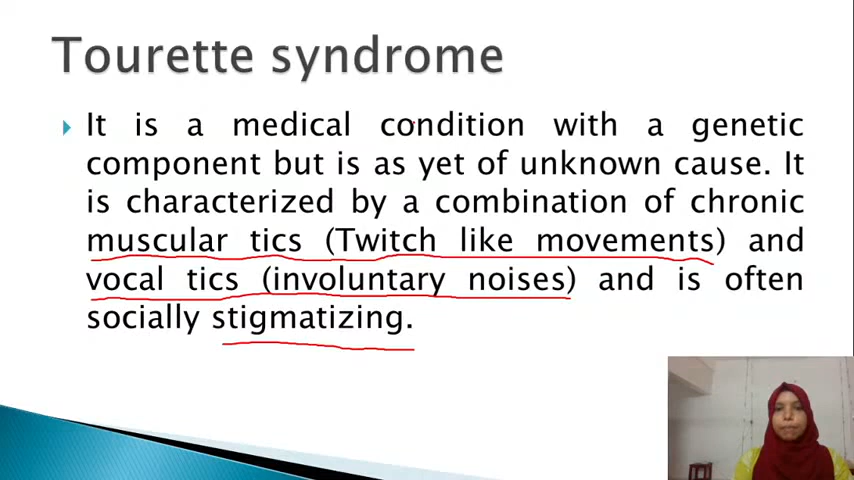 Tourette syndrome
It is a medical condition with a genetic
component but is as yet of unknown cause. It
is characterized by a combination of chronic
muscular tics (Twitch like movements) and
vocal tics (involuntary noises) and is often
socially stigmatizing.